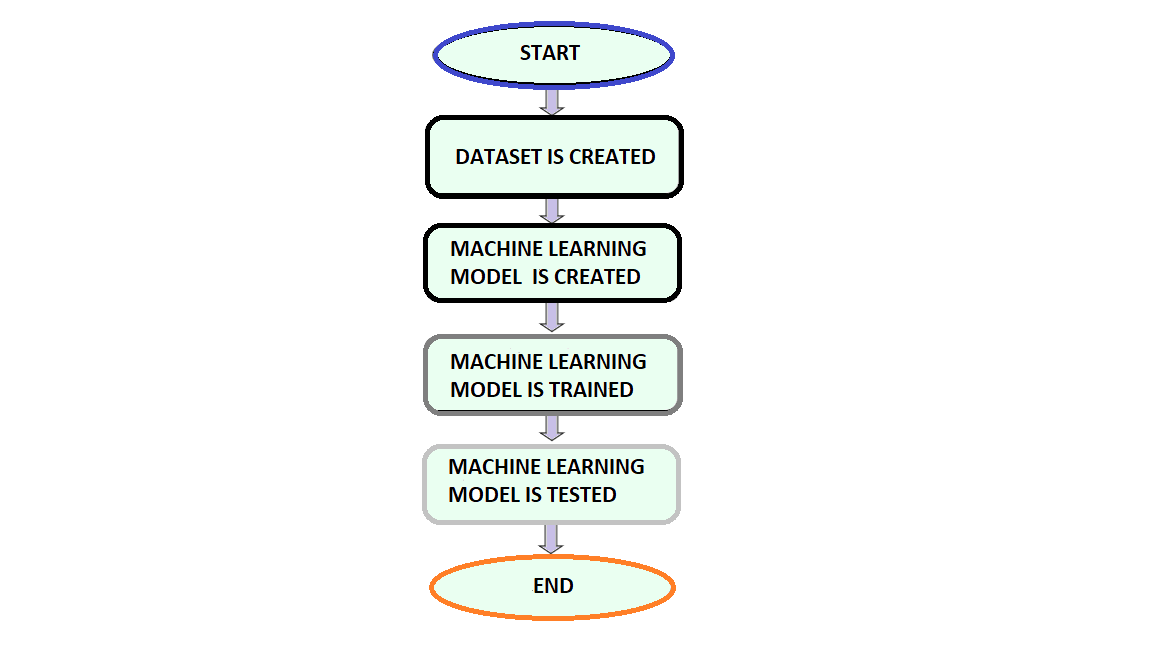 START
DATASET IS CREATED
MACHINE LEARNING
MODEL  IS CREATED
MACHINE LEARNING
MODEL IS TRAINED
MACHINE LEARNING
MODEL IS TESTED
END